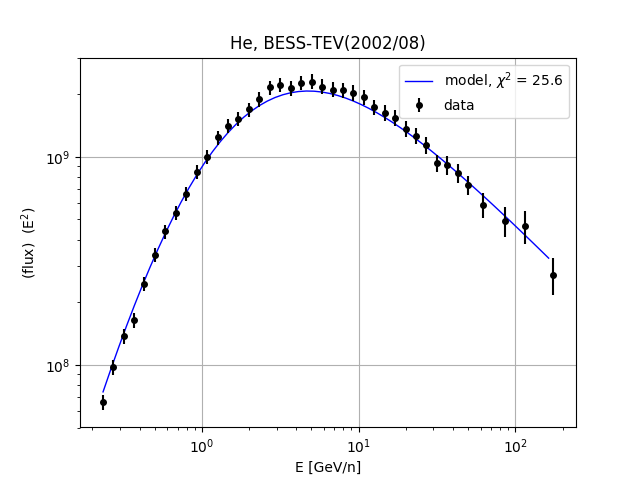 He, BESS-TEV(2002/08)
model, χ² = 25.6
data
10⁹
10⁸
(flux) (E²)
10⁰ 10¹ 10²
E [GeV/n]